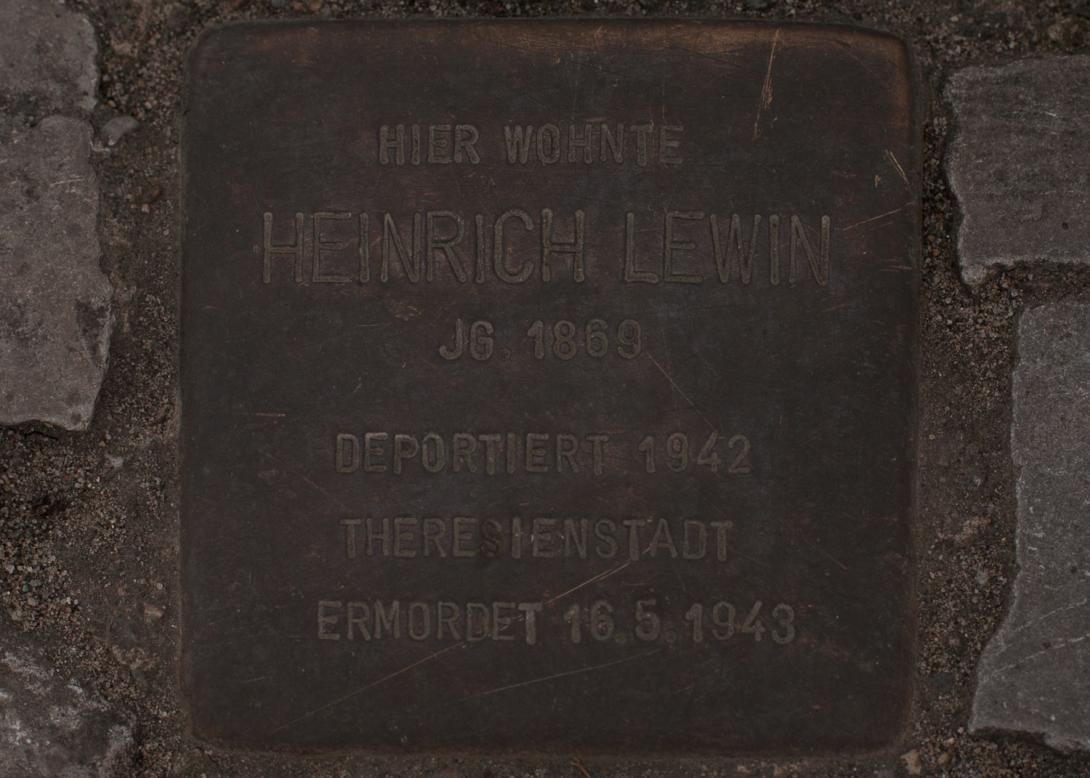 HIER WOHNTE
HEINRICH LEWIN
JG. 1869
DEPORTIERT 1942
THERESIENSTADT
ERMORDET 16.5.1943